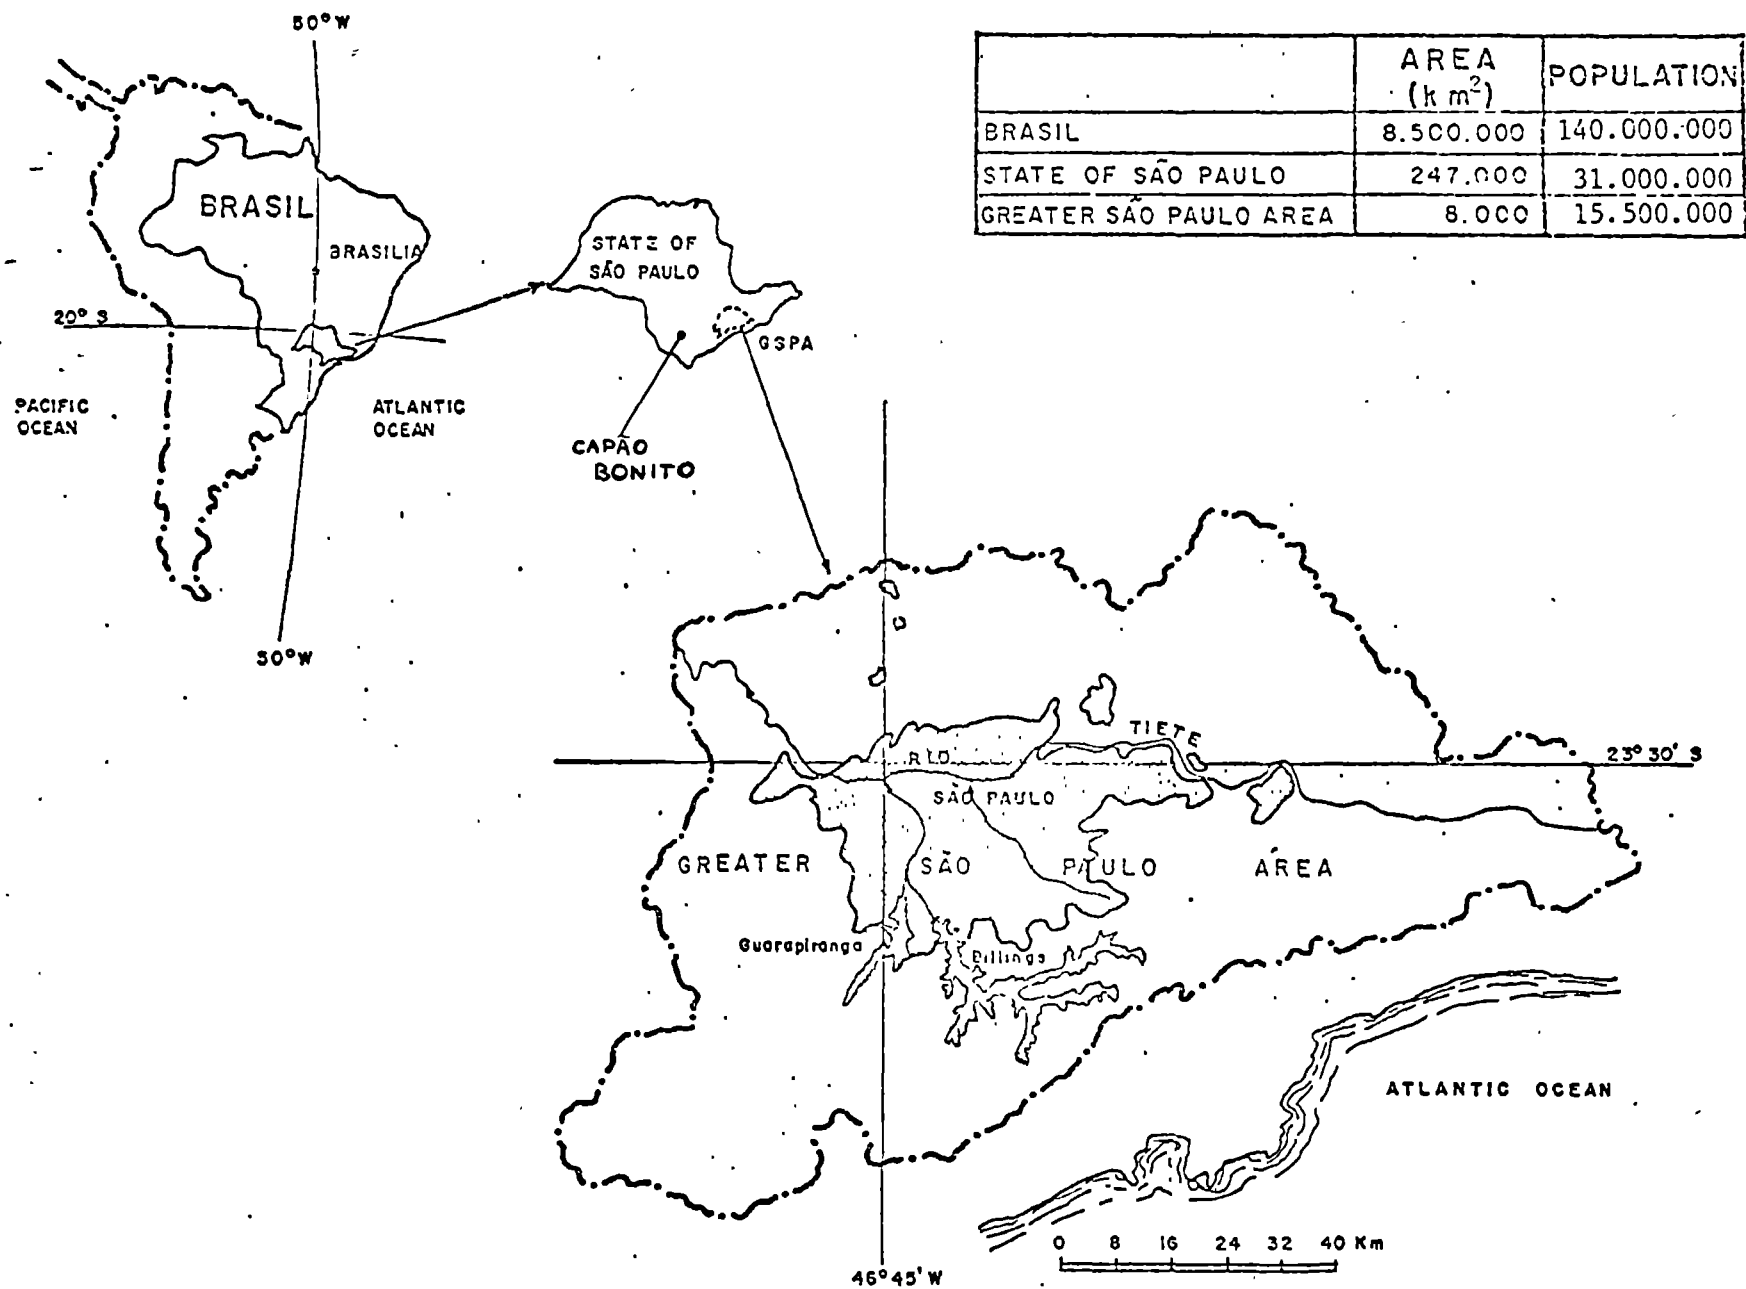 50°W
AREA
(km²)
POPULATION
BRASIL 8.500.000 140.000.000
STATE OF SÃO PAULO 247.000 31.000.000
GREATER SÃO PAULO AREA 8.000 15.500.000
BRASIL
BRASILIA
STATE OF
SÃO PAULO
20° S
GSPA
PACIFIC
OCEAN
ATLANTIC
OCEAN
CAPÃO
BONITO
50°W
TIETE
RIO
23° 30' S
SÃO PAULO
GREATER SÃO PAULO ÁREA
Guarapiranga
Billings
ATLANTIC OCEAN
0 8 16 24 32 40 Km
46°45' W